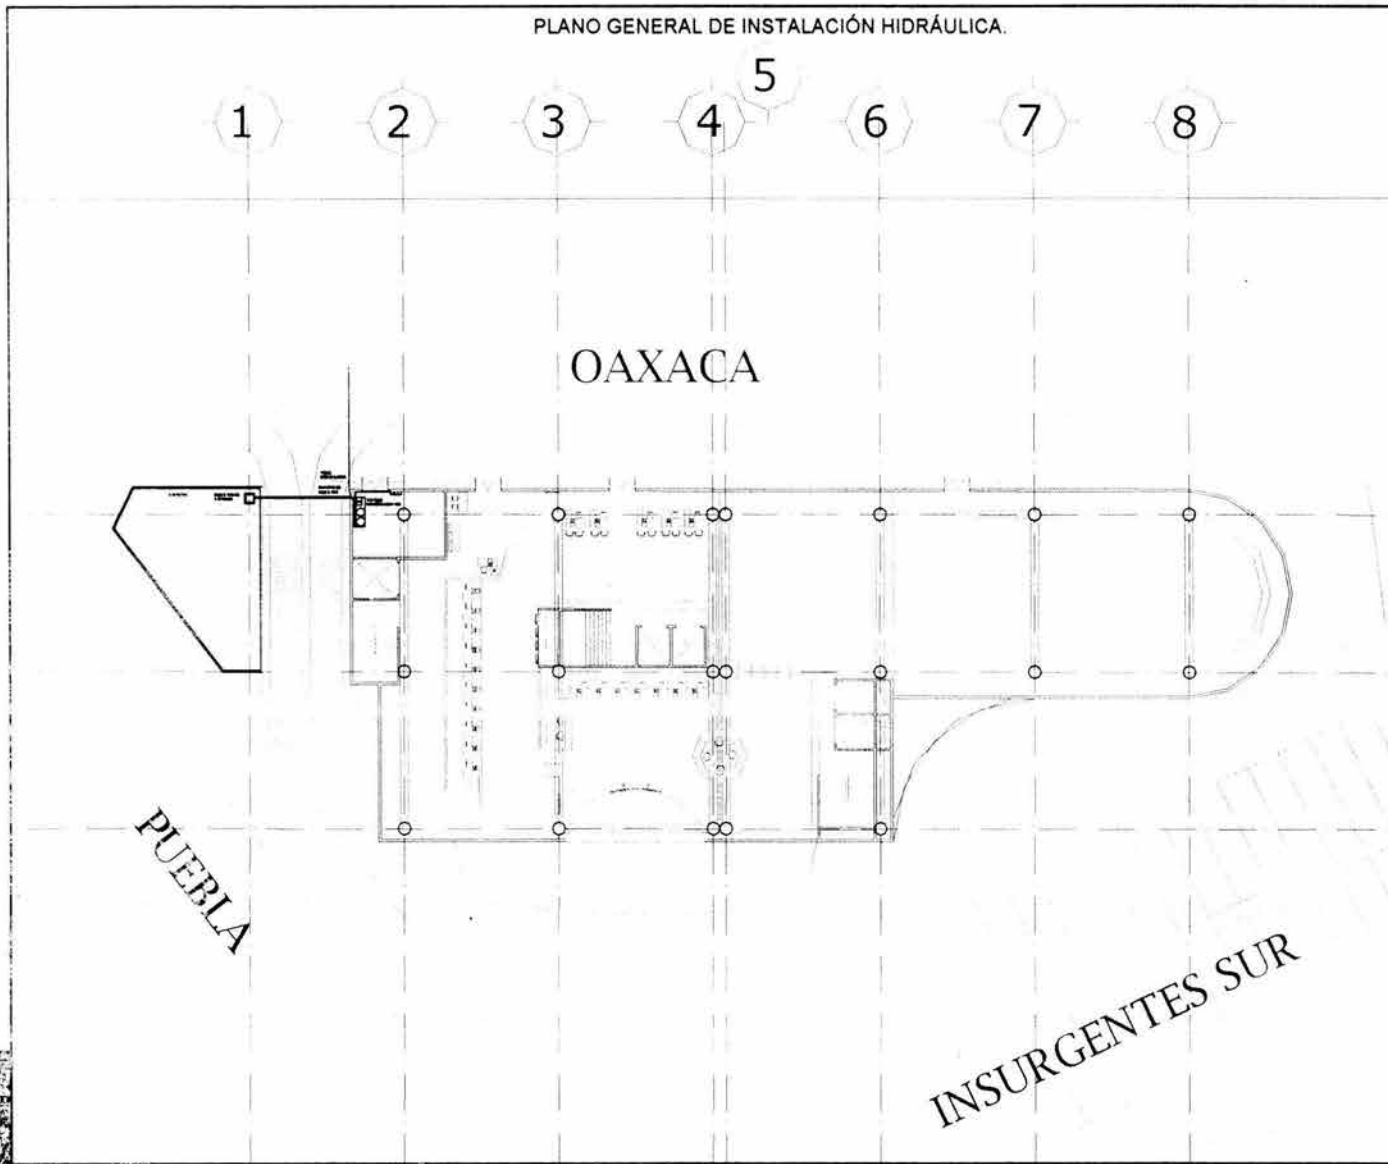 PLANO GENERAL DE INSTALACIÓN HIDRÁULICA.
5
1 2 3 4 6 7 8
OAXACA
PUEBLA
INSURGENTES SUR